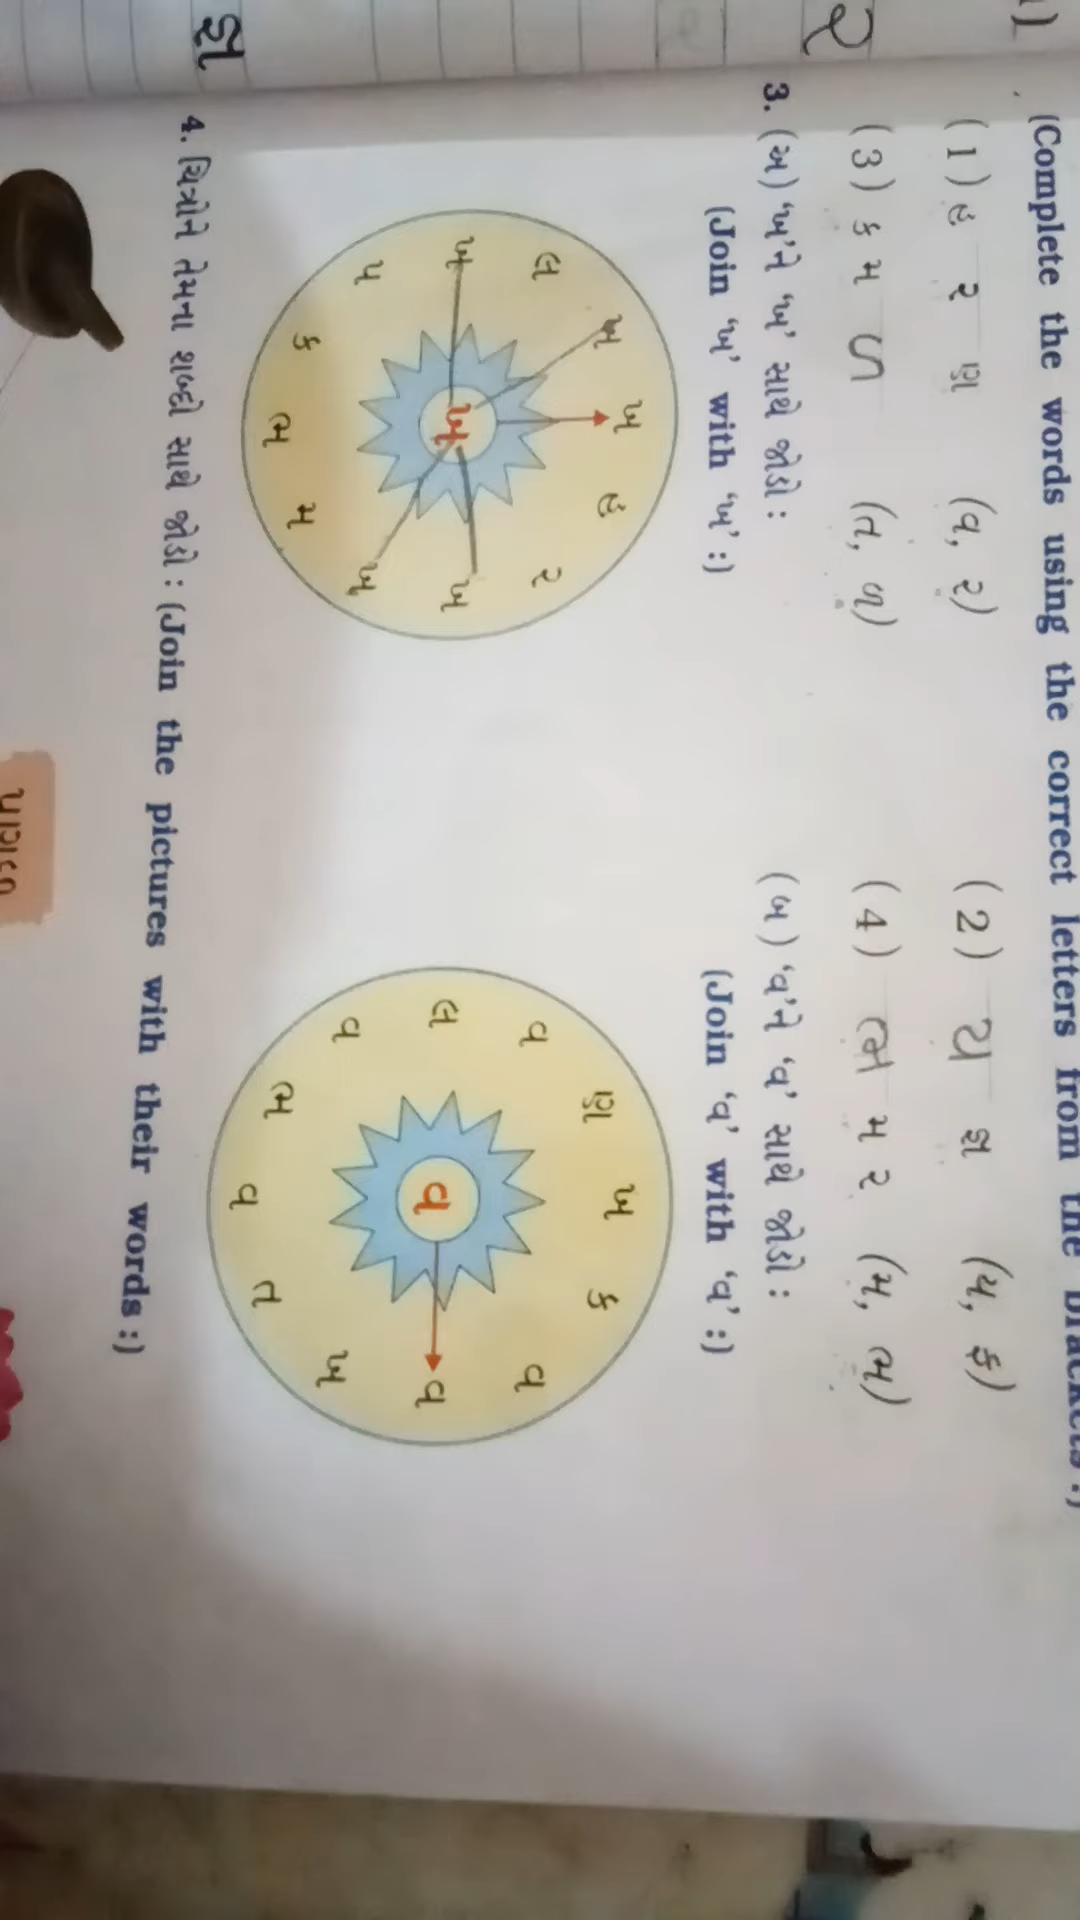 (Complete the words using the correct letters from the brackets :)
(1) હ ર ણ (વ, ર)
(2) ય જ્ઞ (ય, ક)
(3) ક મ ળ (ત, ળ)
(4) ભ મ ર (મ, ભ)
3. (અ) ‘ખ’ને ‘ખ’ સાથે જોડો :
(Join ‘ખ’ with ‘ખ’ :)
ખ
ખ
હ
ર
ખ
ખ
મ
ભ
ક
પ
ખ
લ
ખ
(બ) ‘વ’ને ‘વ’ સાથે જોડો :
(Join ‘વ’ with ‘વ’ :)
વ
ખ
ક
વ
વ
ખ
ત
વ
ભ
વ
લ
વ
ણ
4. ચિત્રોને તેમના શબ્દો સાથે જોડો : (Join the pictures with their words :)
ર
જ્ઞ